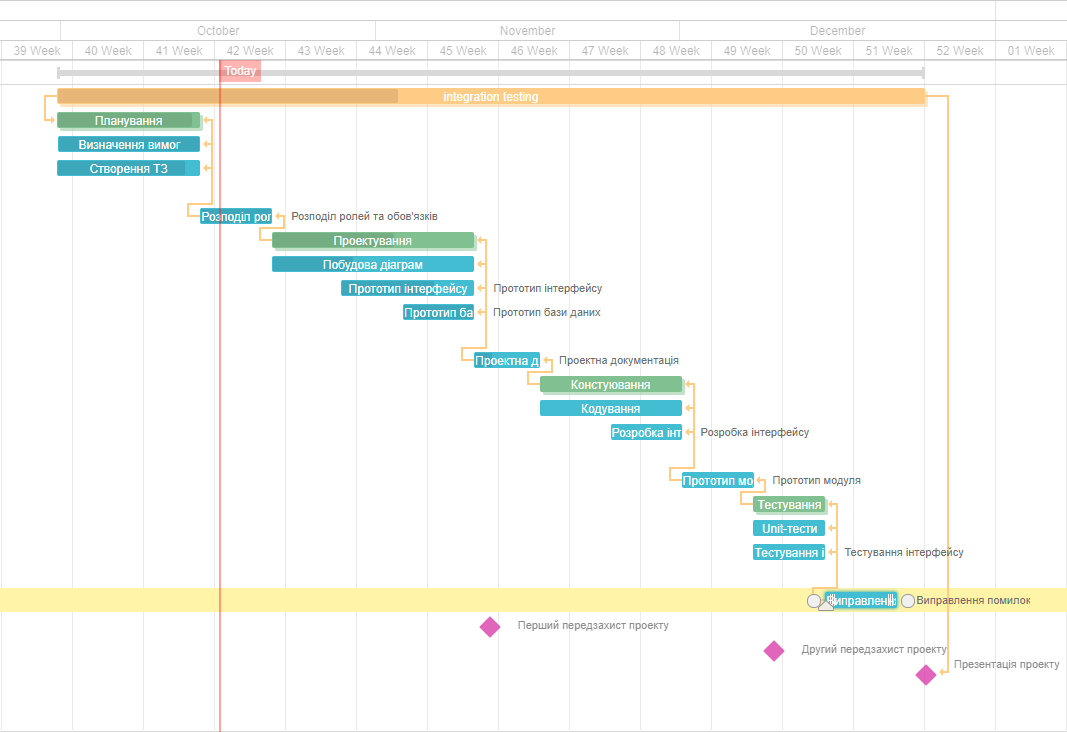 October November December
39 Week 40 Week 41 Week 42 Week 43 Week 44 Week 45 Week 46 Week 47 Week 48 Week 49 Week 50 Week 51 Week 52 Week 01 Week
Today
integration testing
Планування
Визначення вимог
Створення ТЗ
Розподіл рол Розподіл ролей та обов'язків
Проектування
Побудова діаграм
Прототип інтерфейсу Прототип інтерфейсу
Прототип ба Прототип бази даних
Проектна д Проектна документація
Констуювання
Кодування
Розробка інт Розробка інтерфейсу
Прототип мо Прототип модуля
Тестування
Unit-тести
Тестування і Тестування інтерфейсу
Виправлення Виправлення помилок
Перший передзахист проекту
Другий передзахист проекту
Презентація проекту